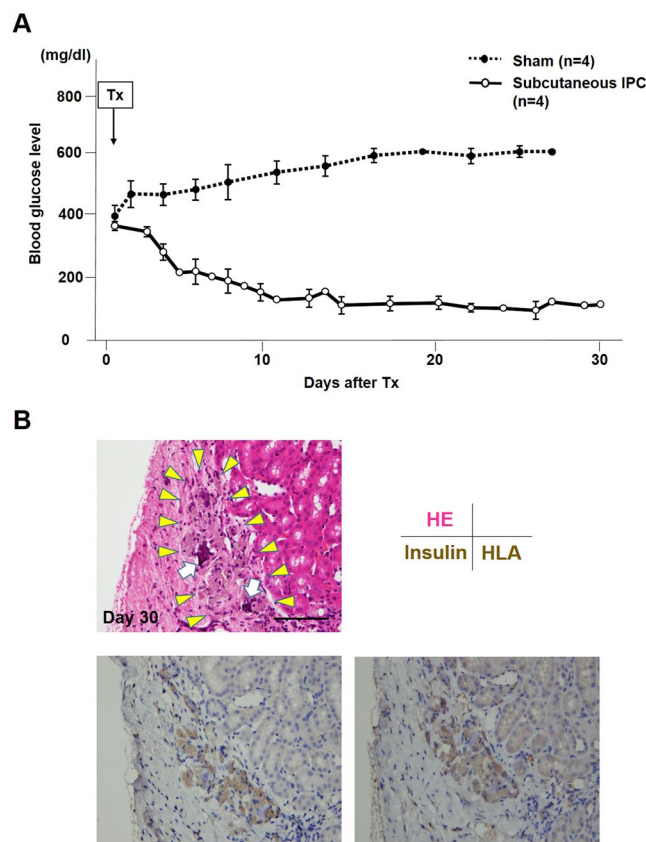 A
(mg/dl)
Sham (n=4)
Subcutaneous IPC
(n=4)
Tx
800
600
400
200
0
Blood glucose level
0
10
20
30
Days after Tx
B
Day 30
HE
Insulin
HLA